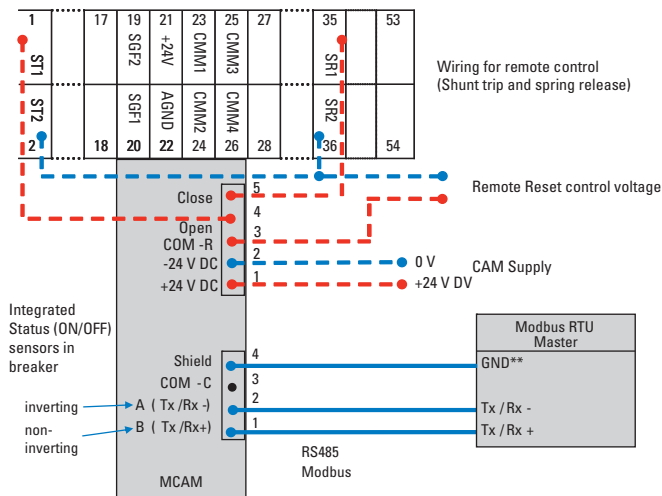 1 17 19 21 23 25 27 35 53
ST1 SGF2 +24V CMM1 CMM3 SR1
ST2 SGF1 AGND CMM2 CMM4 SR2
2 18 20 22 24 26 28 36 54
Wiring for remote control
(Shunt trip and spring release)
Remote Reset control voltage
Close 5
4
Open
COM -R 3
-24 V DC 2 0 V
+24 V DC 1 +24 V DV
CAM Supply
Integrated
Status (ON/OFF)
sensors in
breaker
Modbus RTU
Master
Shield 4 GND**
COM - C 3
inverting A ( Tx /Rx -) 2 Tx / Rx -
non-
inverting
B ( Tx /Rx+) 1 Tx / Rx +
RS485
Modbus
MCAM